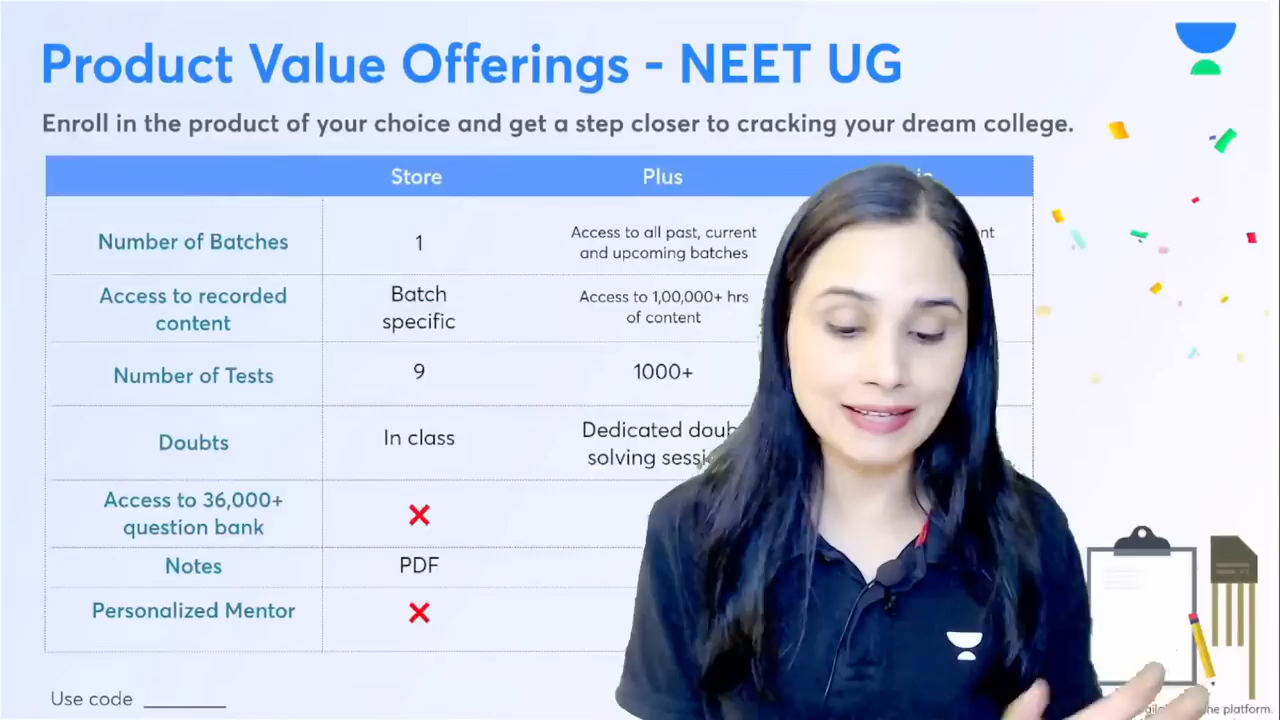 Product Value Offerings - NEET UG
Enroll in the product of your choice and get a step closer to cracking your dream college.
Store Plus
Number of Batches 1 Access to all past, current
and upcoming batches
Access to recorded
content
Batch
specific
Access to 1,00,000+ hrs
of content
Number of Tests 9 1000+
Doubts In class Dedicated
solving
Access to 36,000+
question bank
❌
Notes PDF
Personalized Mentor ❌
Use code ______
platform.